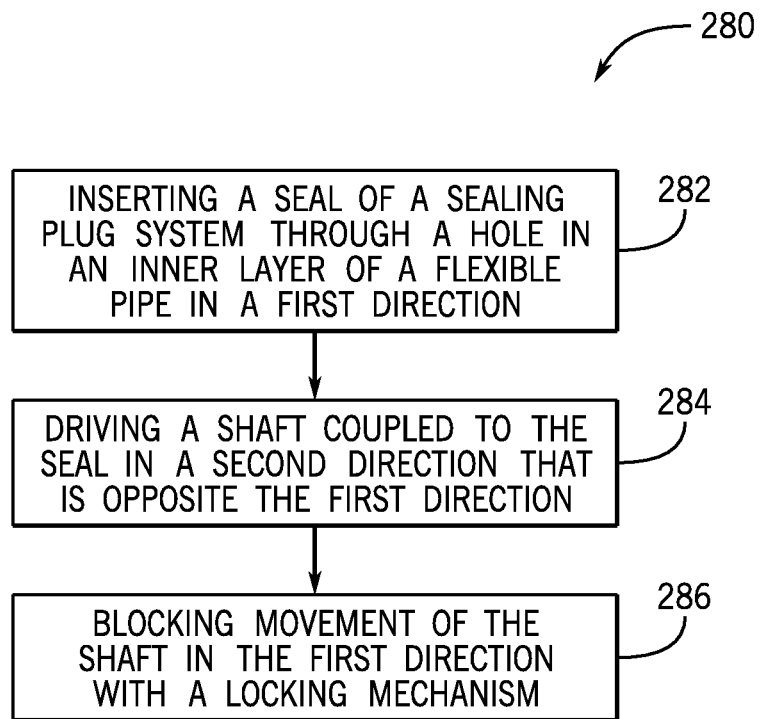 280
INSERTING A SEAL OF A SEALING
PLUG SYSTEM THROUGH A HOLE IN
AN INNER LAYER OF A FLEXIBLE
PIPE IN A FIRST DIRECTION
282
DRIVING A SHAFT COUPLED TO THE
SEAL IN A SECOND DIRECTION THAT
IS OPPOSITE THE FIRST DIRECTION
284
BLOCKING MOVEMENT OF THE
SHAFT IN THE FIRST DIRECTION
WITH A LOCKING MECHANISM
286